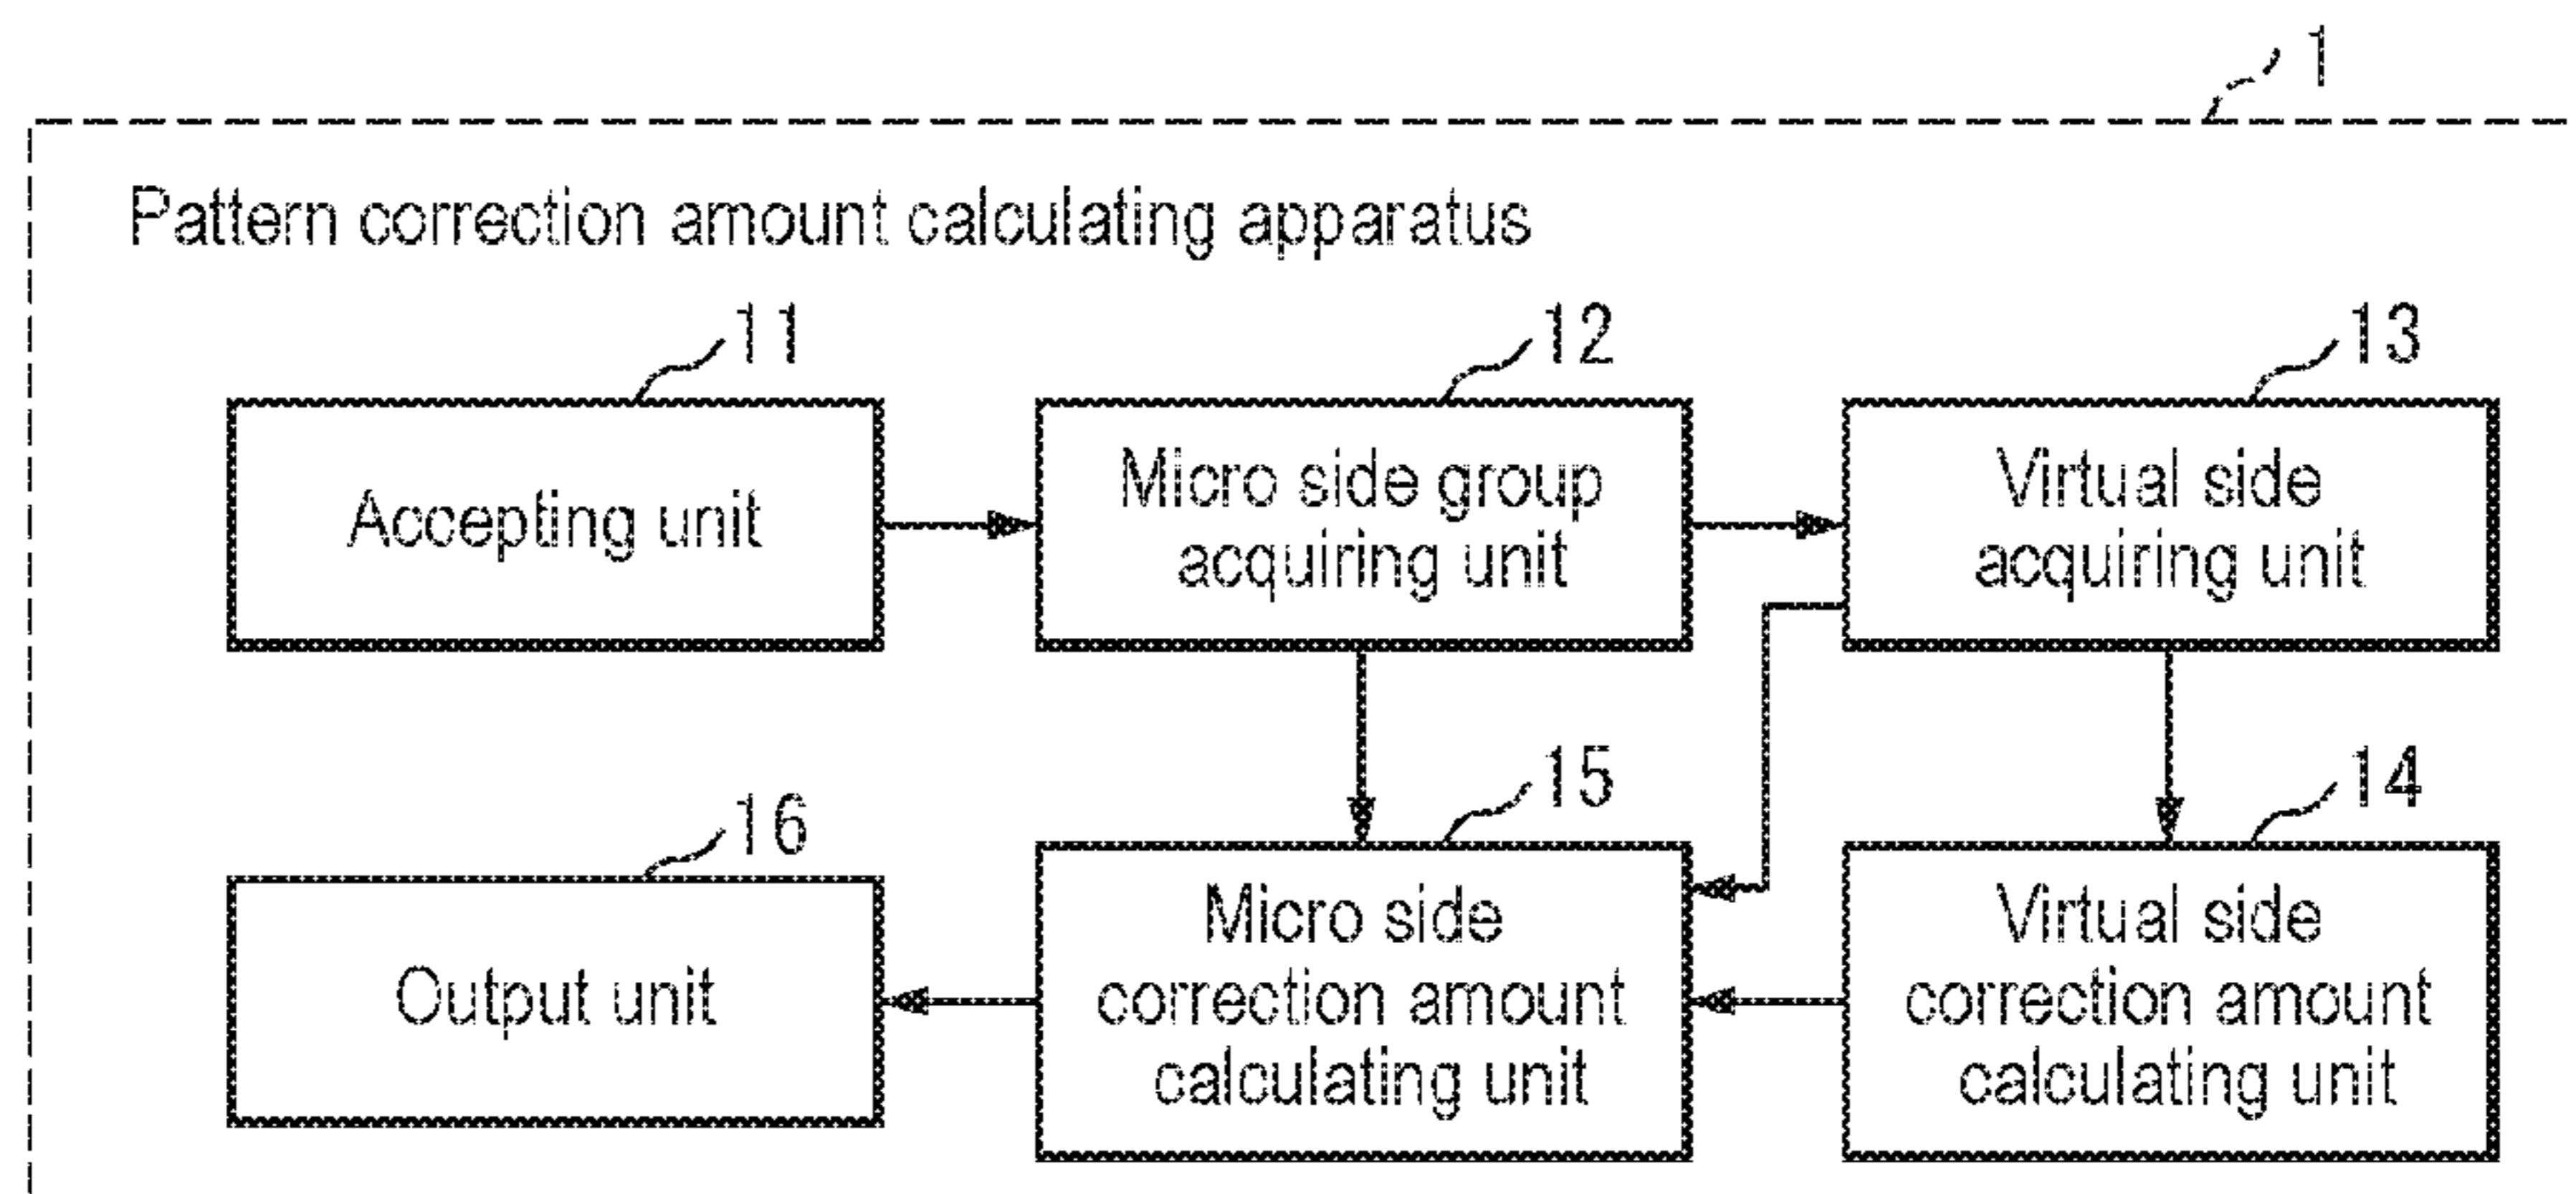 1
Pattern correction amount calculating apparatus
11
12
13
Accepting unit
Micro side group
acquiring unit
Virtual side
acquiring unit
16
15
14
Output unit
Micro side
correction amount
calculating unit
Virtual side
correction amount
calculating unit